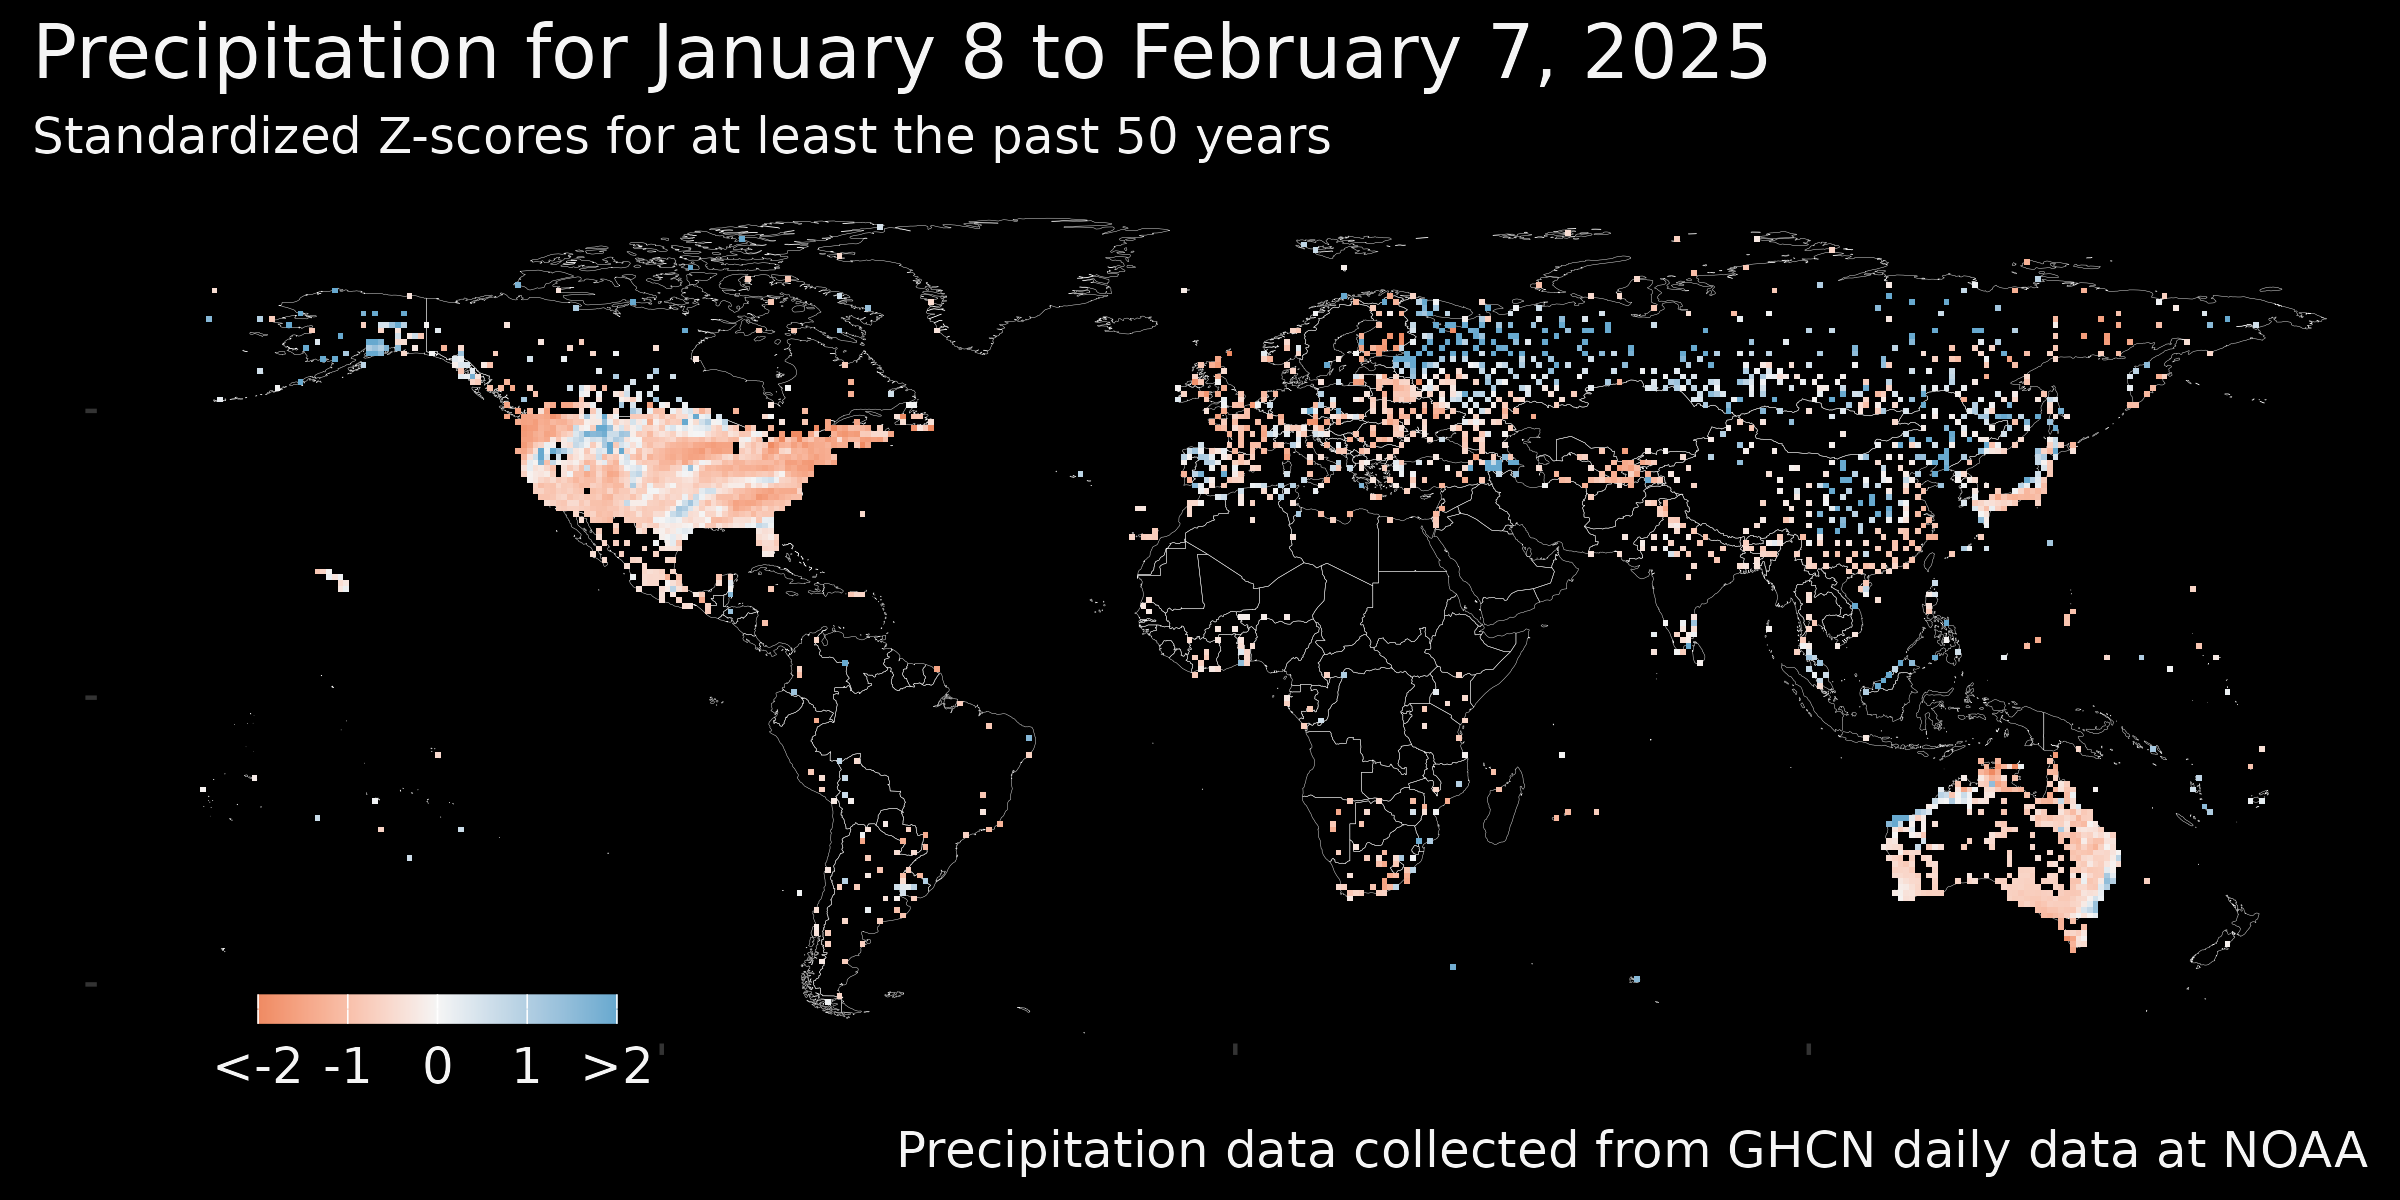 Precipitation for January 8 to February 7, 2025
Standardized Z-scores for at least the past 50 years
<-2 -1 0 1 >2
Precipitation data collected from GHCN daily data at NOAA